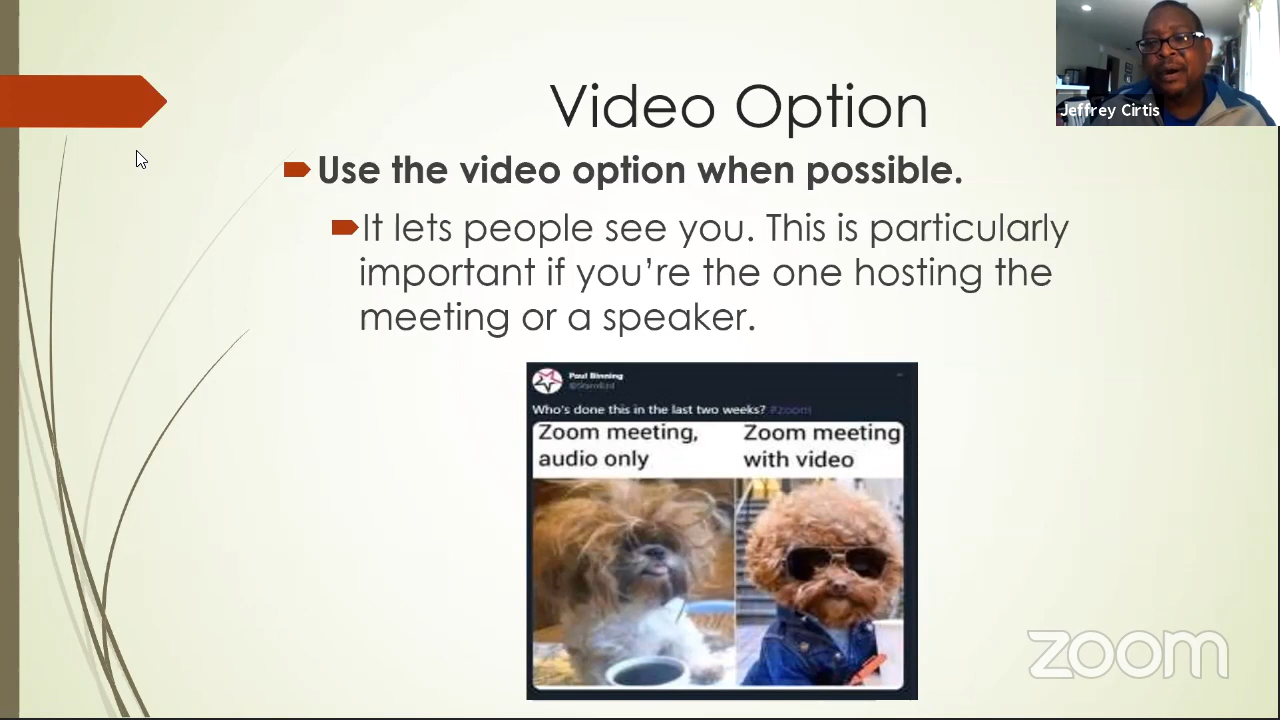 Video Option
Jeffrey Cirtis
Use the video option when possible.
It lets people see you. This is particularly
important if you’re the one hosting the
meeting or a speaker.
Paul Binning
Who's done this in the last two weeks? #zoom
Zoom meeting, audio only
Zoom meeting with video
zoom